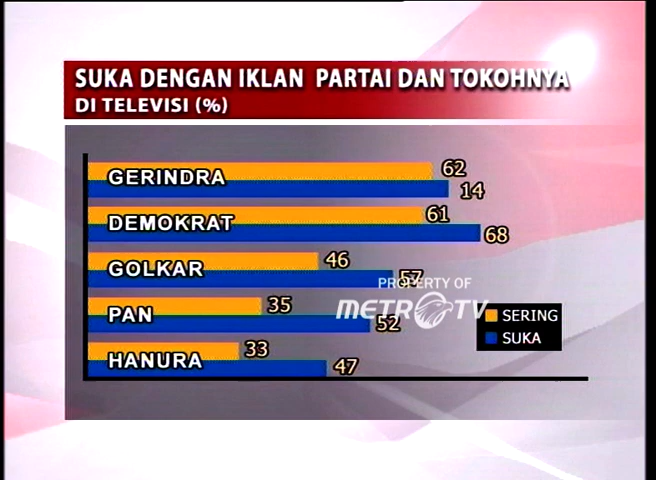 SUKA DENGAN IKLAN PARTAI DAN TOKOHNYA
DI TELEVISI (%)
GERINDRA
62
14
DEMOKRAT
61
68
GOLKAR
46
57
PROPERTY OF
METRO TV
PAN
35
52
SERING
SUKA
HANURA
33
47